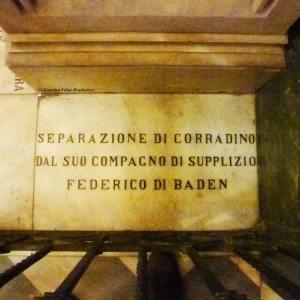 SEPARAZIONE DI CORRADINO
DAL SUO COMPAGNO DI SUPPLIZIO
FEDERICO DI BADEN